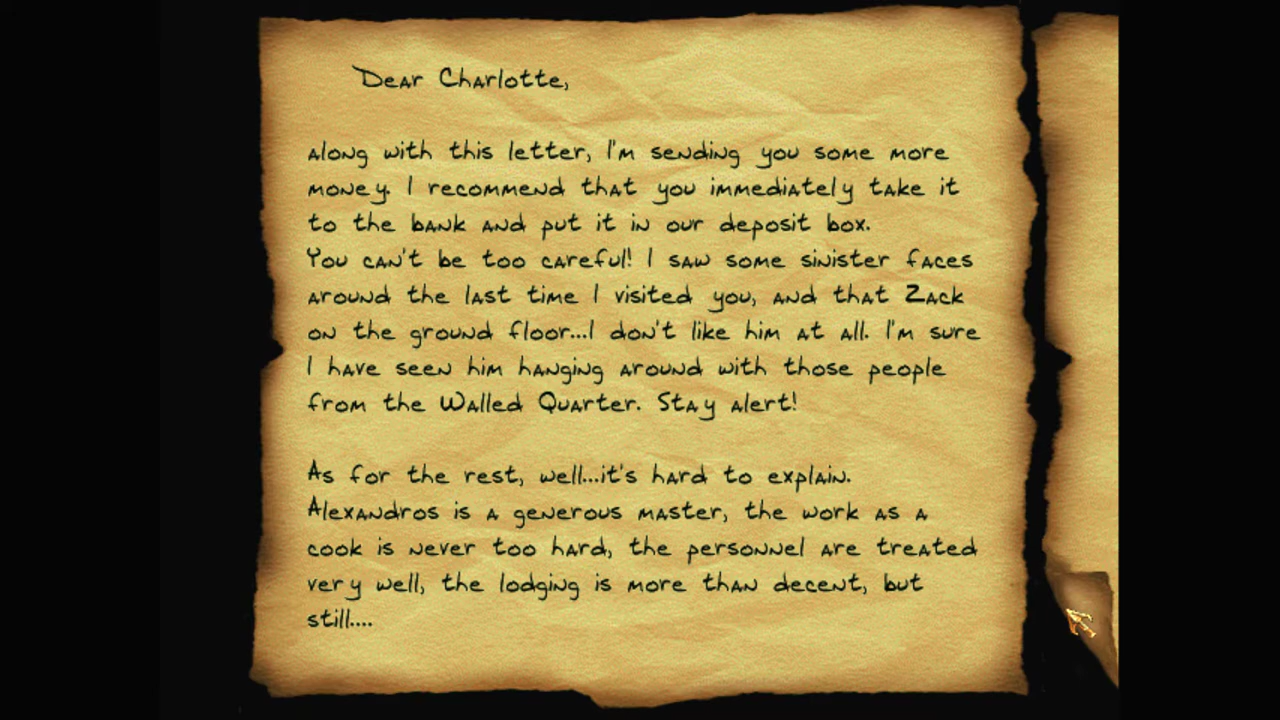 Dear Charlotte,
along with this letter, I'm sending you some more
money. I recommend that you immediately take it
to the bank and put it in our deposit box.
You can't be too careful! I saw some sinister faces
around the last time I visited you, and that Zack
on the ground floor...I don't like him at all. I'm sure
I have seen him hanging around with those people
from the Walled Quarter. Stay alert!
As for the rest, well...it's hard to explain.
Alexandros is a generous master, the work as a
cook is never too hard, the personnel are treated
very well, the lodging is more than decent, but
still....